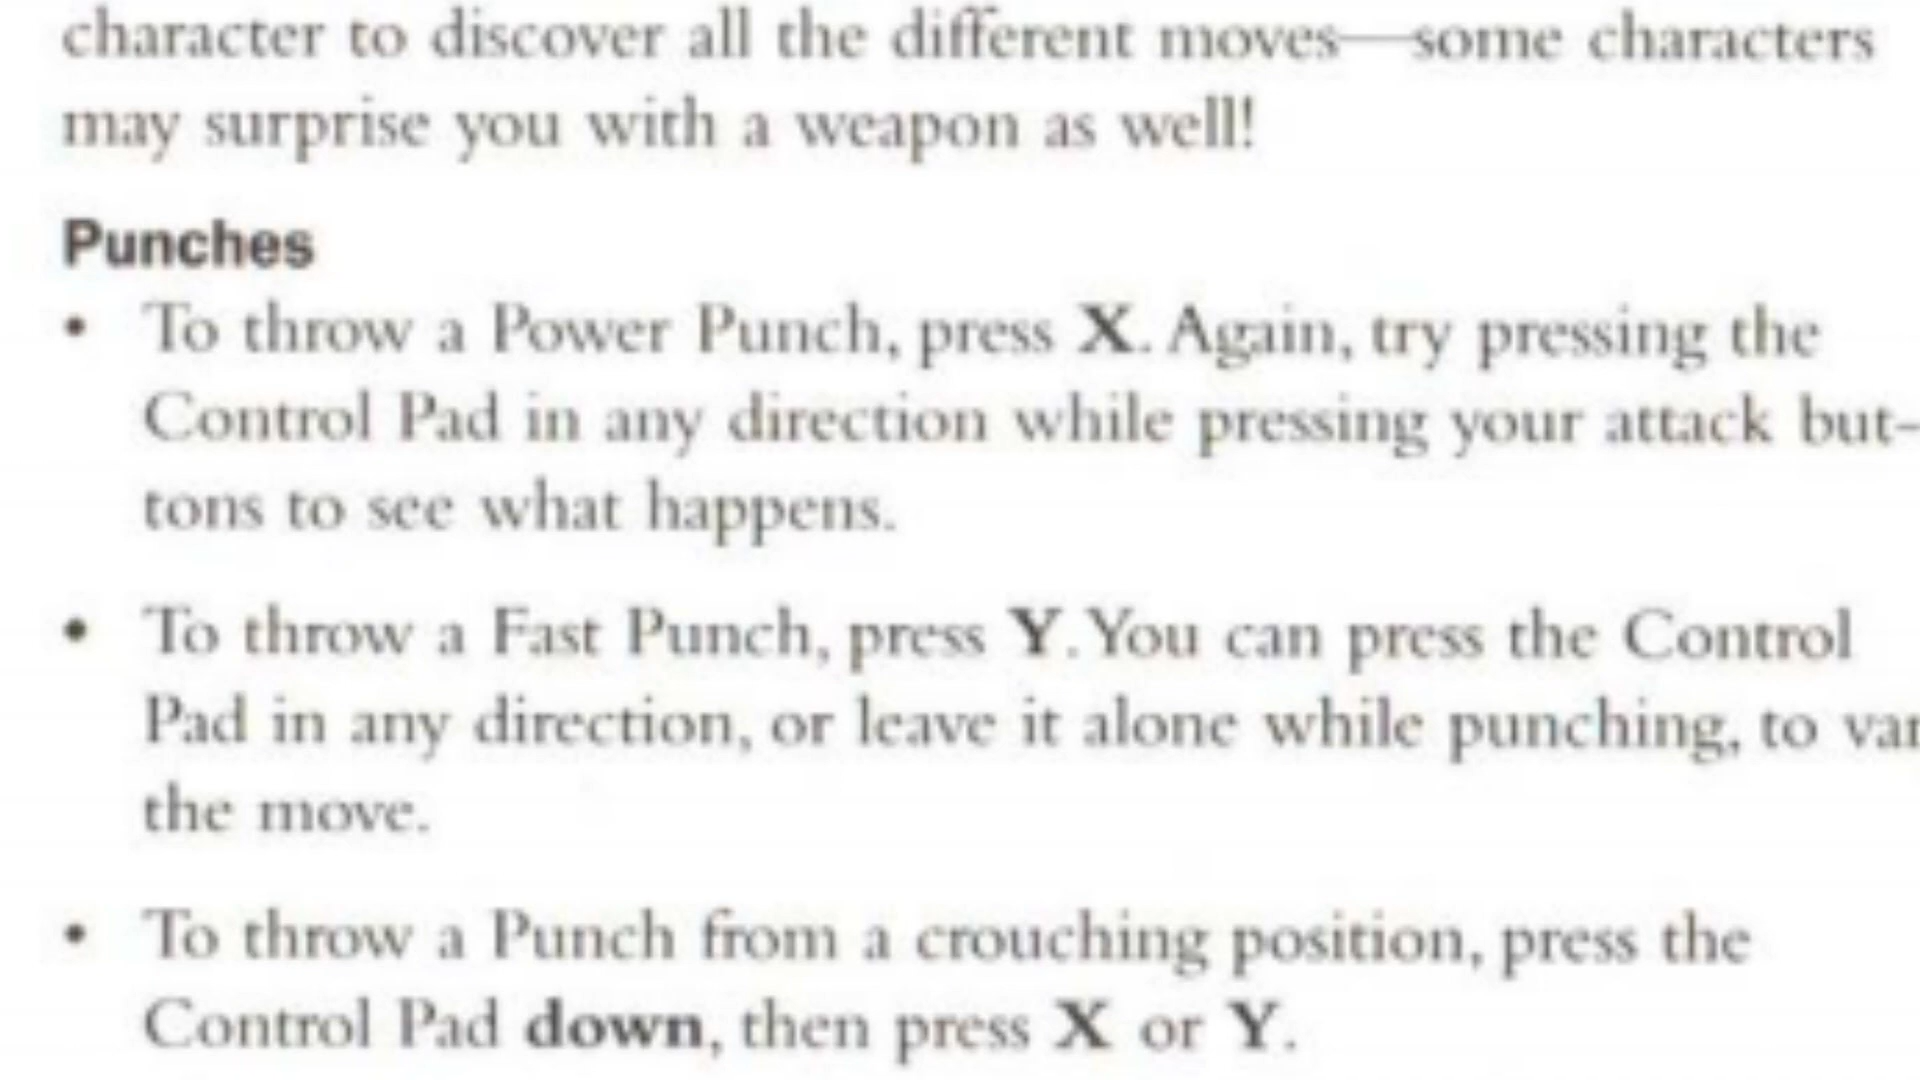 character to discover all the different moves—some characters
may surprise you with a weapon as well!
Punches
• To throw a Power Punch, press X. Again, try pressing the
Control Pad in any direction while pressing your attack but-
tons to see what happens.
• To throw a Fast Punch, press Y. You can press the Control
Pad in any direction, or leave it alone while punching, to var
the move.
• To throw a Punch from a crouching position, press the
Control Pad down, then press X or Y.